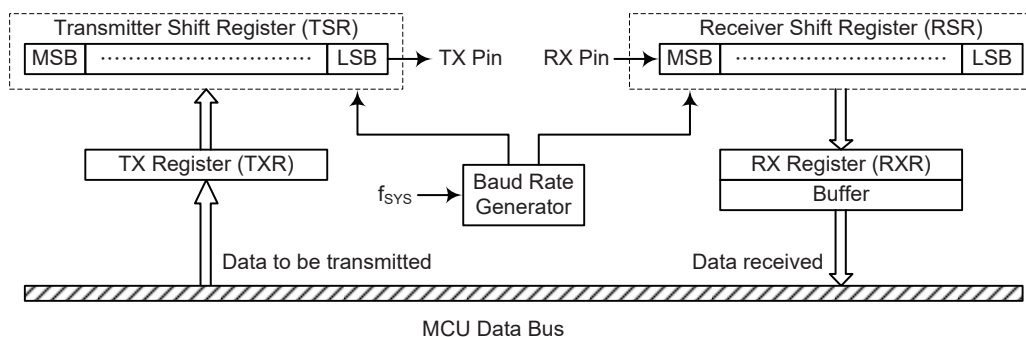 Transmitter Shift Register (TSR)
MSB LSB
TX Pin
RX Pin
Receiver Shift Register (RSR)
MSB LSB
TX Register (TXR)
RX Register (RXR)
Buffer
fSYS
Baud Rate
Generator
Data to be transmitted
Data received
MCU Data Bus